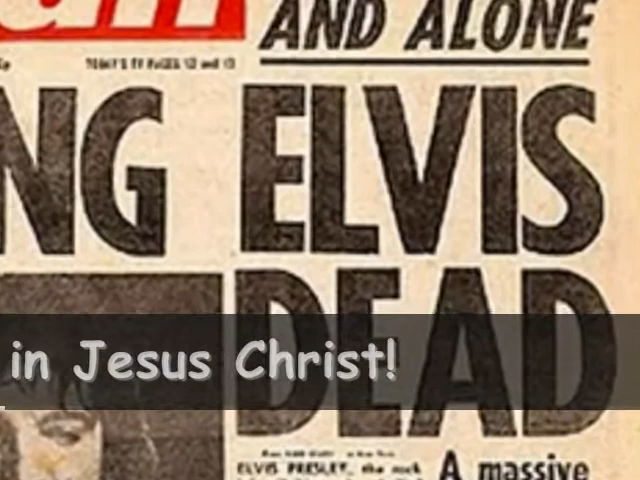 AND ALONE
TODAY'S TV PAGES 12 and 13
NG ELVIS
DEAD
in Jesus Christ!
ELVIS PRESLEY, the rock
A massive